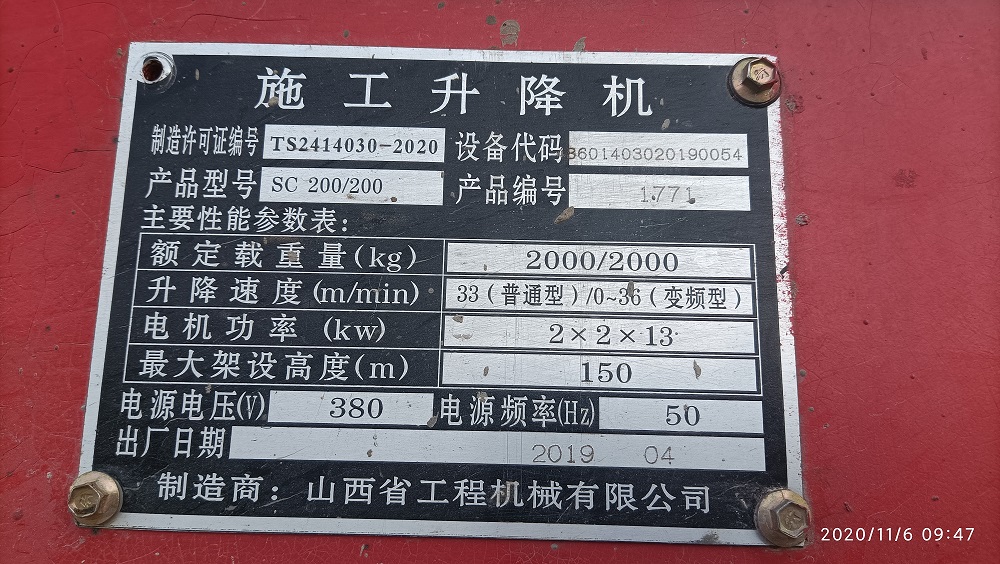 施工升降机
制造许可证编号 TS2414030-2020 设备代码 3601403020190054
产品型号 SC 200/200 产品编号 1771
主要性能参数表:
额定载重量(kg) 2000/2000
升降速度(m/min) 33(普通型)/0~36(变频型)
电机功率(kw) 2×2×13
最大架设高度(m) 150
电源电压(V) 380 电源频率(Hz) 50
出厂日期 2019 04
制造商:山西省工程机械有限公司
2020/11/6 09:47